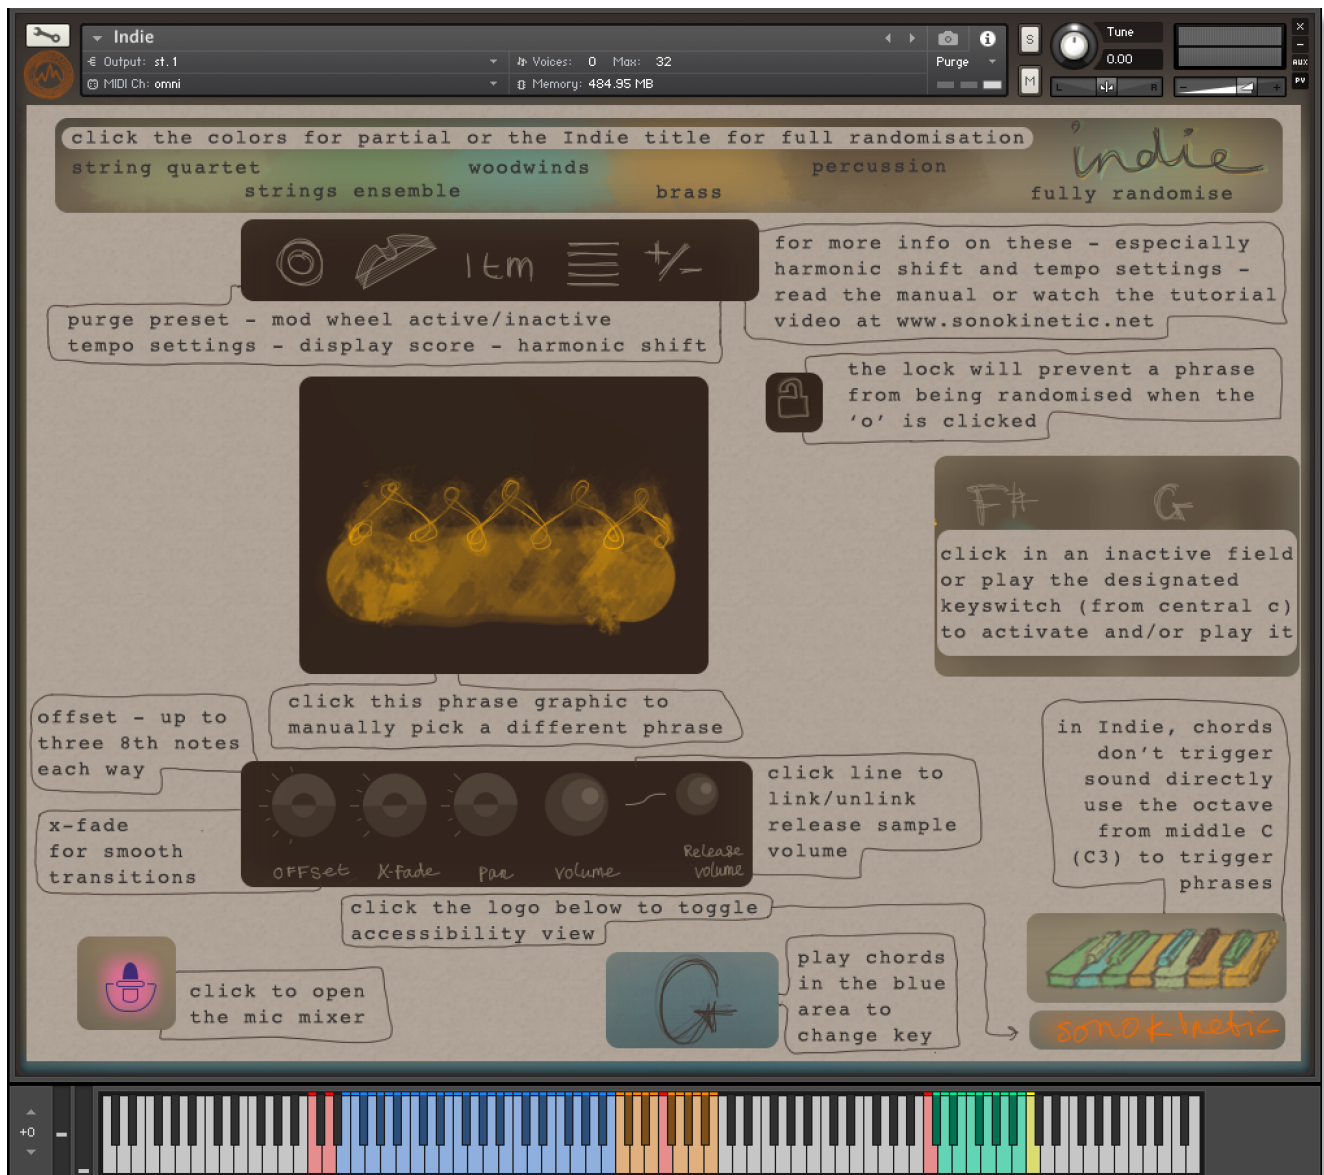 Indie
Output: st.1
Voices: 0 Max: 32
Purge
MIDI Ch: omni
Memory: 484.95 MB
S
M
Tune
0.00
L
R
-
+
×
-
AUX
PV
click the colors for partial or the Indie title for full randomisation
indie
string quartet
woodwinds
percussion
strings ensemble
brass
fully randomise
1tm
+/-
for more info on these - especially
harmonic shift and tempo settings -
read the manual or watch the tutorial
video at www.sonokinetic.net
purge preset - mod wheel active/inactive
tempo settings - display score - harmonic shift
the lock will prevent a phrase
from being randomised when the
‘o’ is clicked
F# G
click in an inactive field
or play the designated
keyswitch (from central c)
to activate and/or play it
click this phrase graphic to
manually pick a different phrase
offset - up to
three 8th notes
each way
x-fade
for smooth
transitions
OFFSet X-Fade Pan Volume Release
volume
click line to
link/unlink
release sample
volume
in Indie, chords
don’t trigger
sound directly
use the octave
from middle C
(C3) to trigger
phrases
click the logo below to toggle
accessibility view
click to open
the mic mixer
play chords
in the blue
area to
change key
sonokinetic
+0